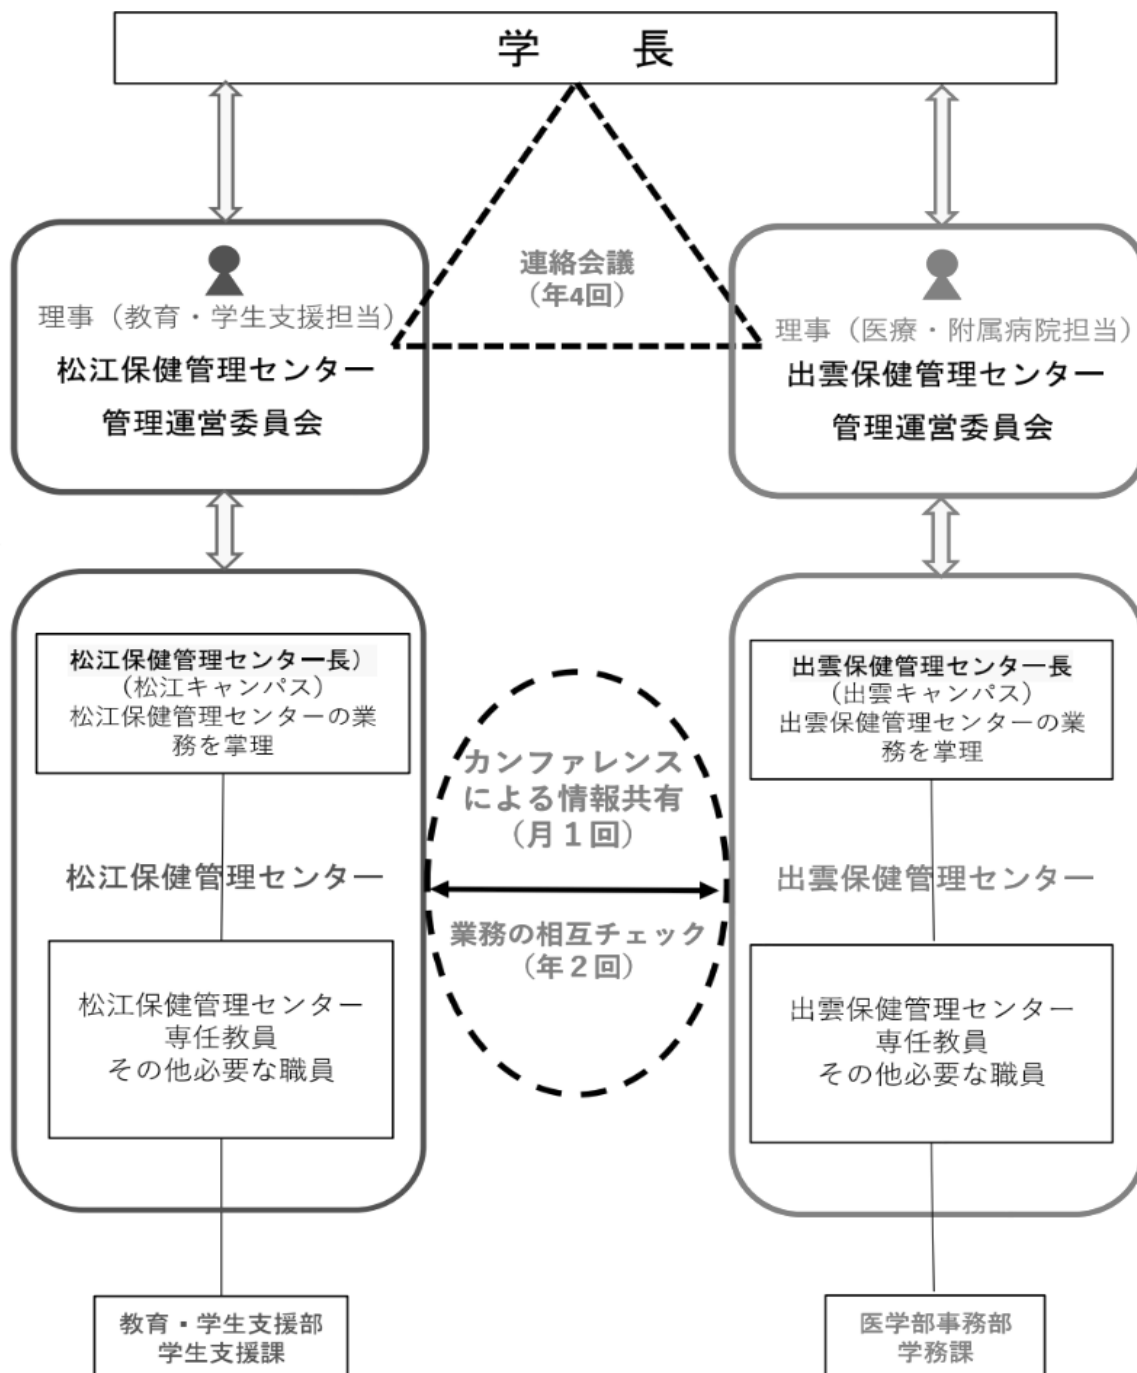 学　長
連絡会議
（年4回）
理事（教育・学生支援担当）
松江保健管理センター
管理運営委員会
理事（医療・附属病院担当）
出雲保健管理センター
管理運営委員会
松江保健管理センター長）
（松江キャンパス）
松江保健管理センターの業
務を掌理
松江保健管理センター
松江保健管理センター
専任教員
その他必要な職員
カンファレンス
による情報共有
（月１回）
業務の相互チェック
（年２回）
出雲保健管理センター長
（出雲キャンパス）
出雲保健管理センターの業
務を掌理
出雲保健管理センター
出雲保健管理センター
専任教員
その他必要な職員
教育・学生支援部
学生支援課
医学部事務部
学務課